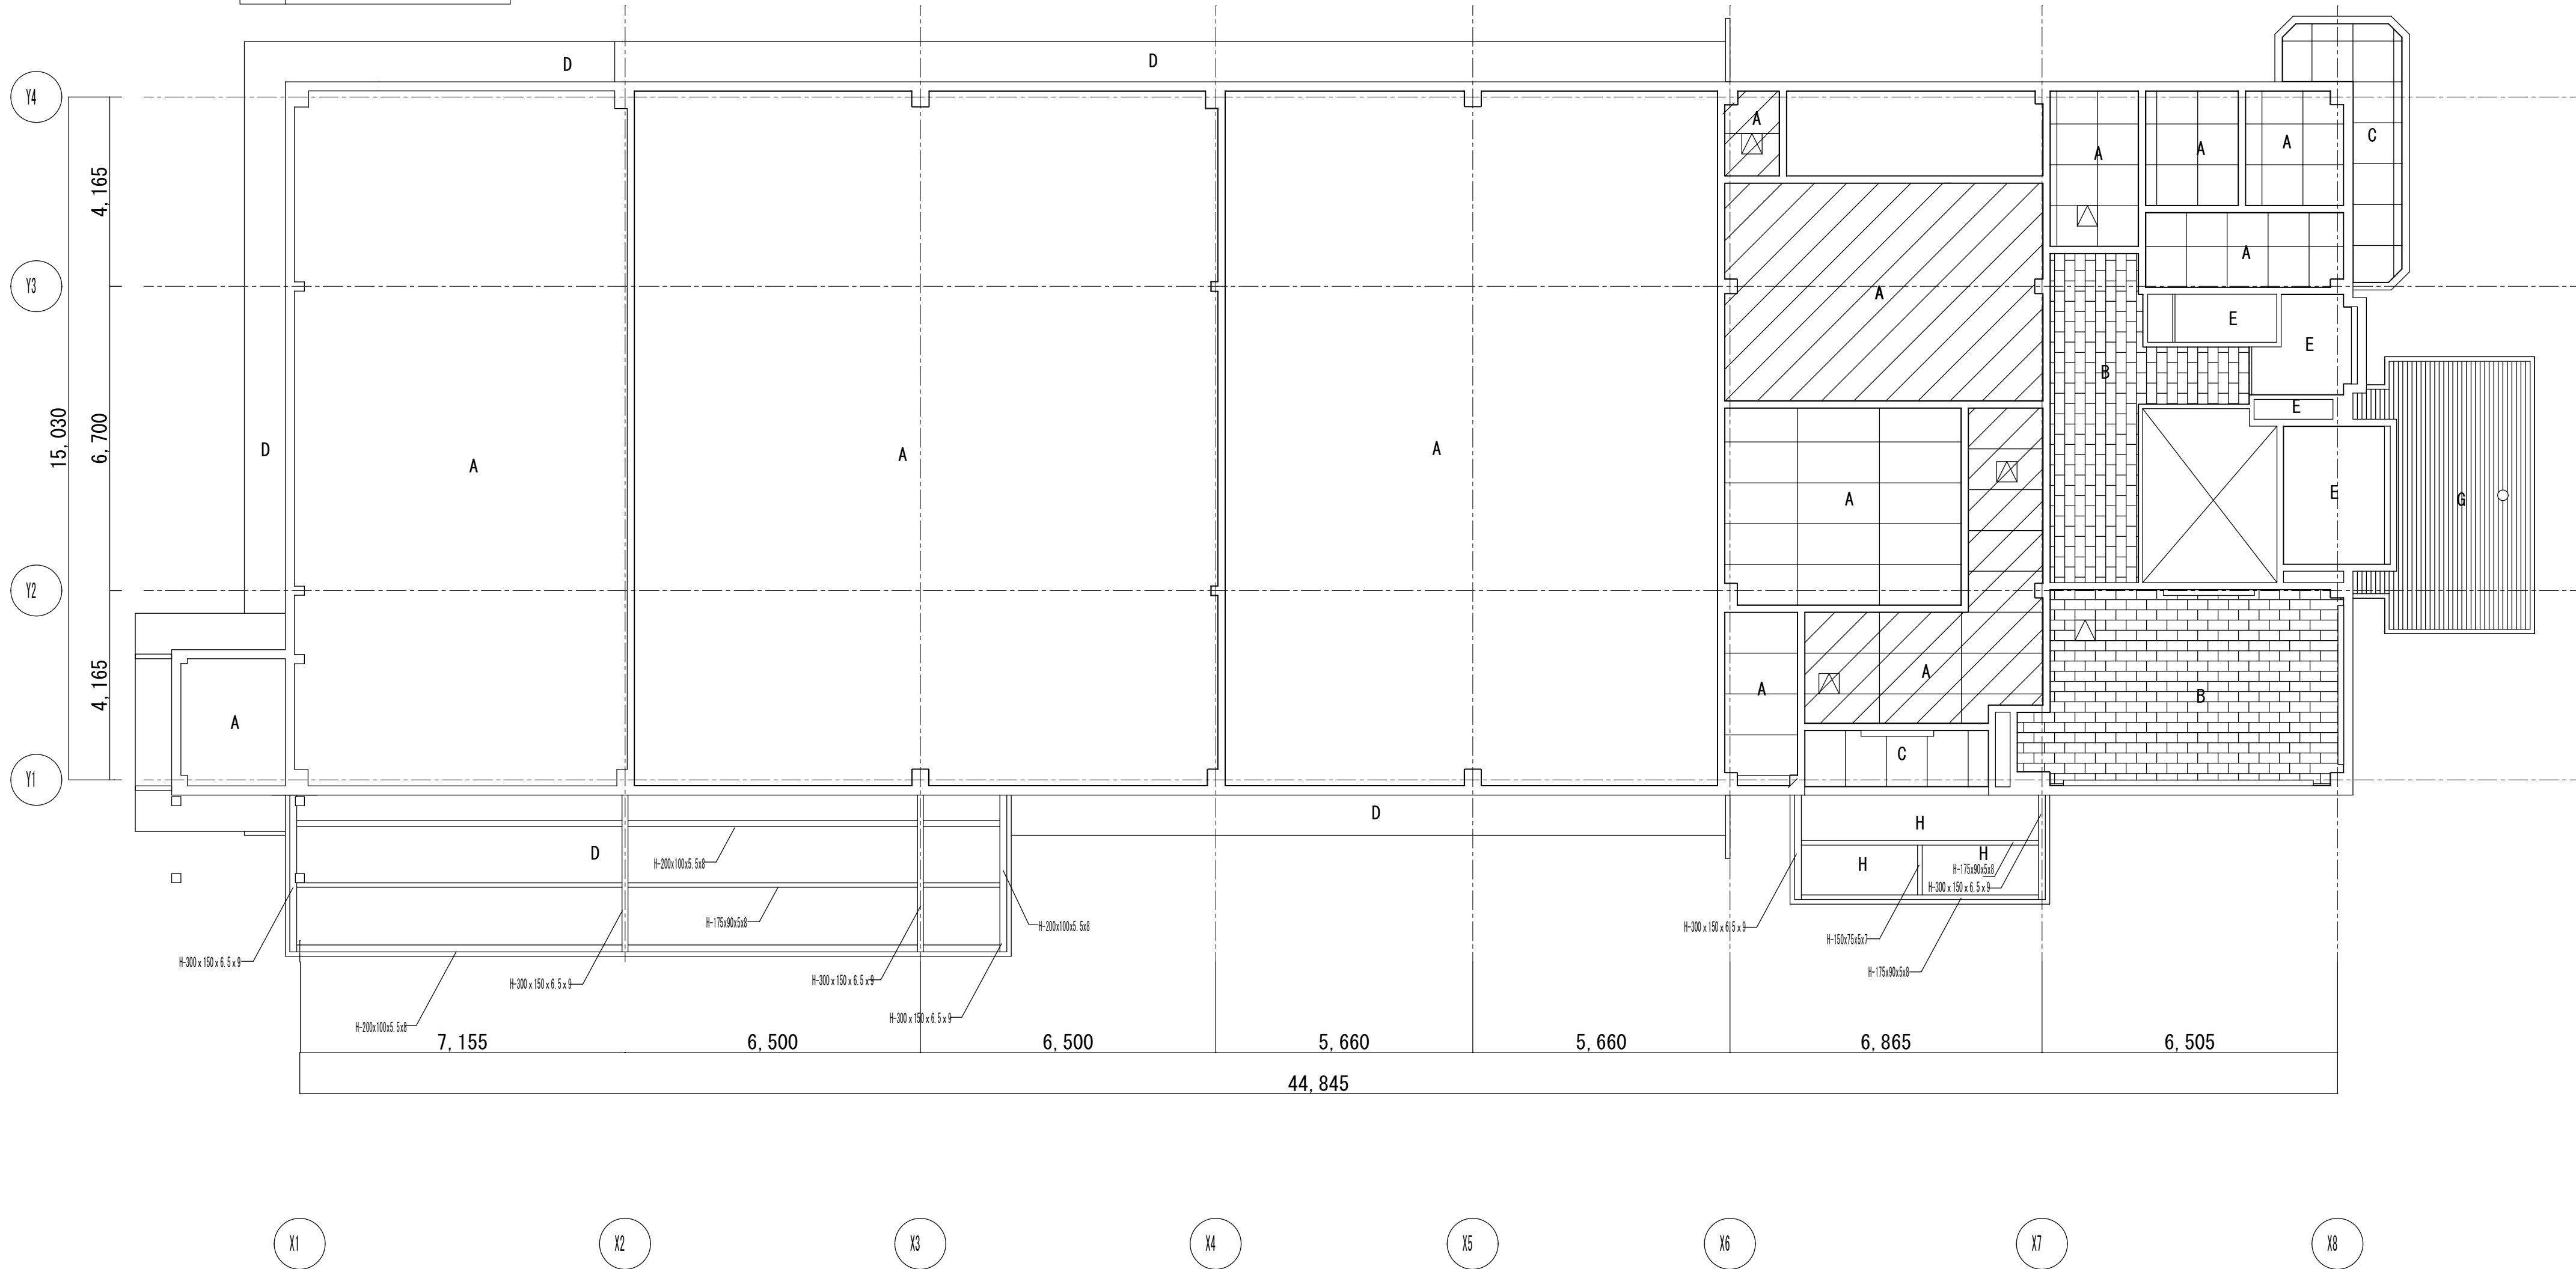 D
D
Y4
4,165
A
A
A
A
C
Y3
A
A
E
E
B
E
15,030
6,700
D
A
A
A
A
E
G
Y2
4,165
A
A
A
B
C
Y1
D
H
D
H
H
H-200x100x5.5x8
H-175x90x5x8
H-300x150x6.5x9
H-175x90x5x8
H-200x100x5.5x8
H-300x150x6.5x9
H-150x75x5x7
H-300x150x6.5x9
H-300x150x6.5x9
H-300x150x6.5x9
H-175x90x5x8
H-300x150x6.5x9
H-200x100x5.5x8
7,155
6,500
6,500
5,660
5,660
6,865
6,505
44,845
X1
X2
X3
X4
X5
X6
X7
X8